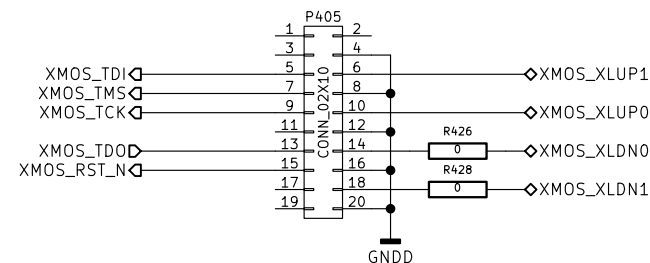 P405
1 2
3 4
XMOS_TDI 5 6 XMOS_XLUP1
XMOS_TMS 7 8
XMOS_TCK 9 10 XMOS_XLUP0
11 12
XMOS_TDO 13 14 R426 0 XMOS_XLDN0
XMOS_RST_N 15 16
17 18 R428 0 XMOS_XLDN1
19 20
CONN_02X10
GNDD